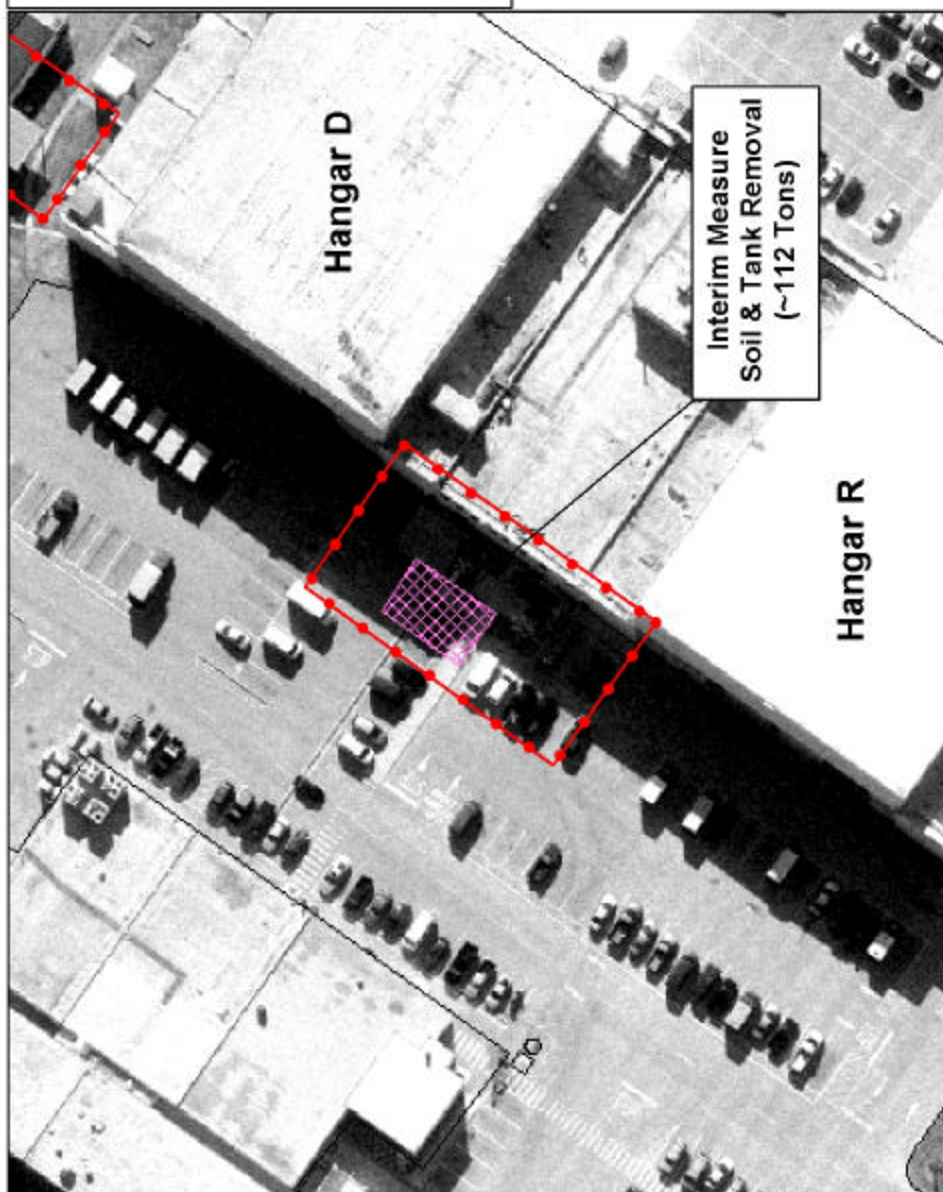 Hangar D
Interim Measure
Soil & Tank Removal
(~112 Tons)
Hangar R